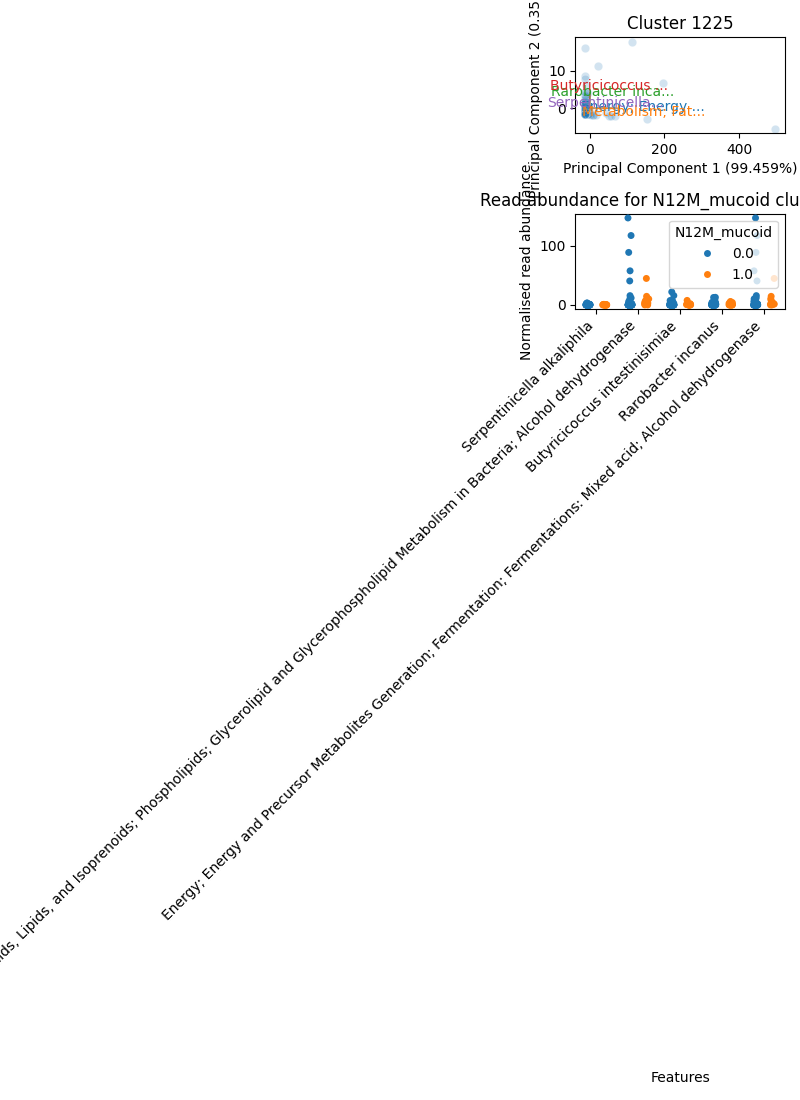 Cluster 1225
Principal Component 2 (0.35
10
0
Butyricicoccus ...
Rarobacter inca...
Serpentinicella
Energy; Energy ...
Metabolism; Fat...
0
200
400
Principal Component 1 (99.459%)
Read abundance for N12M_mucoid clu
Normalised read abundance
100
0
N12M_mucoid
0.0
1.0
Serpentinicella alkaliphila
ds, Lipids, and Isoprenoids; Phospholipids; Glycerolipid and Glycerophospholipid Metabolism in Bacteria; Alcohol dehydrogenase
Butyricicoccus intestinisimiae
Rarobacter incanus
Energy; Energy and Precursor Metabolites Generation; Fermentation; Fermentations: Mixed acid; Alcohol dehydrogenase
Features